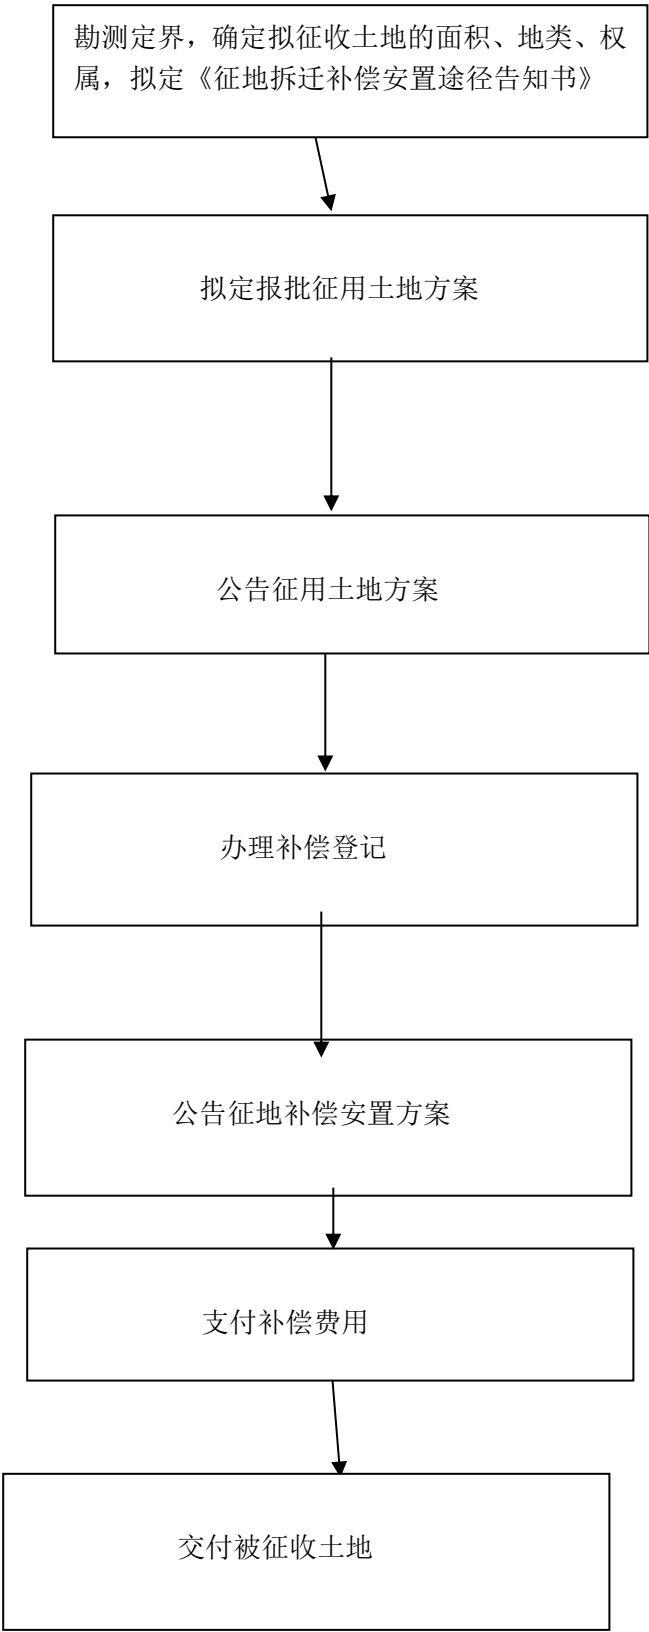 勘测定界，确定拟征收土地的面积、地类、权
属，拟定《征地拆迁补偿安置途径告知书》
拟定报批征用土地方案
公告征用土地方案
办理补偿登记
公告征地补偿安置方案
支付补偿费用
交付被征收土地